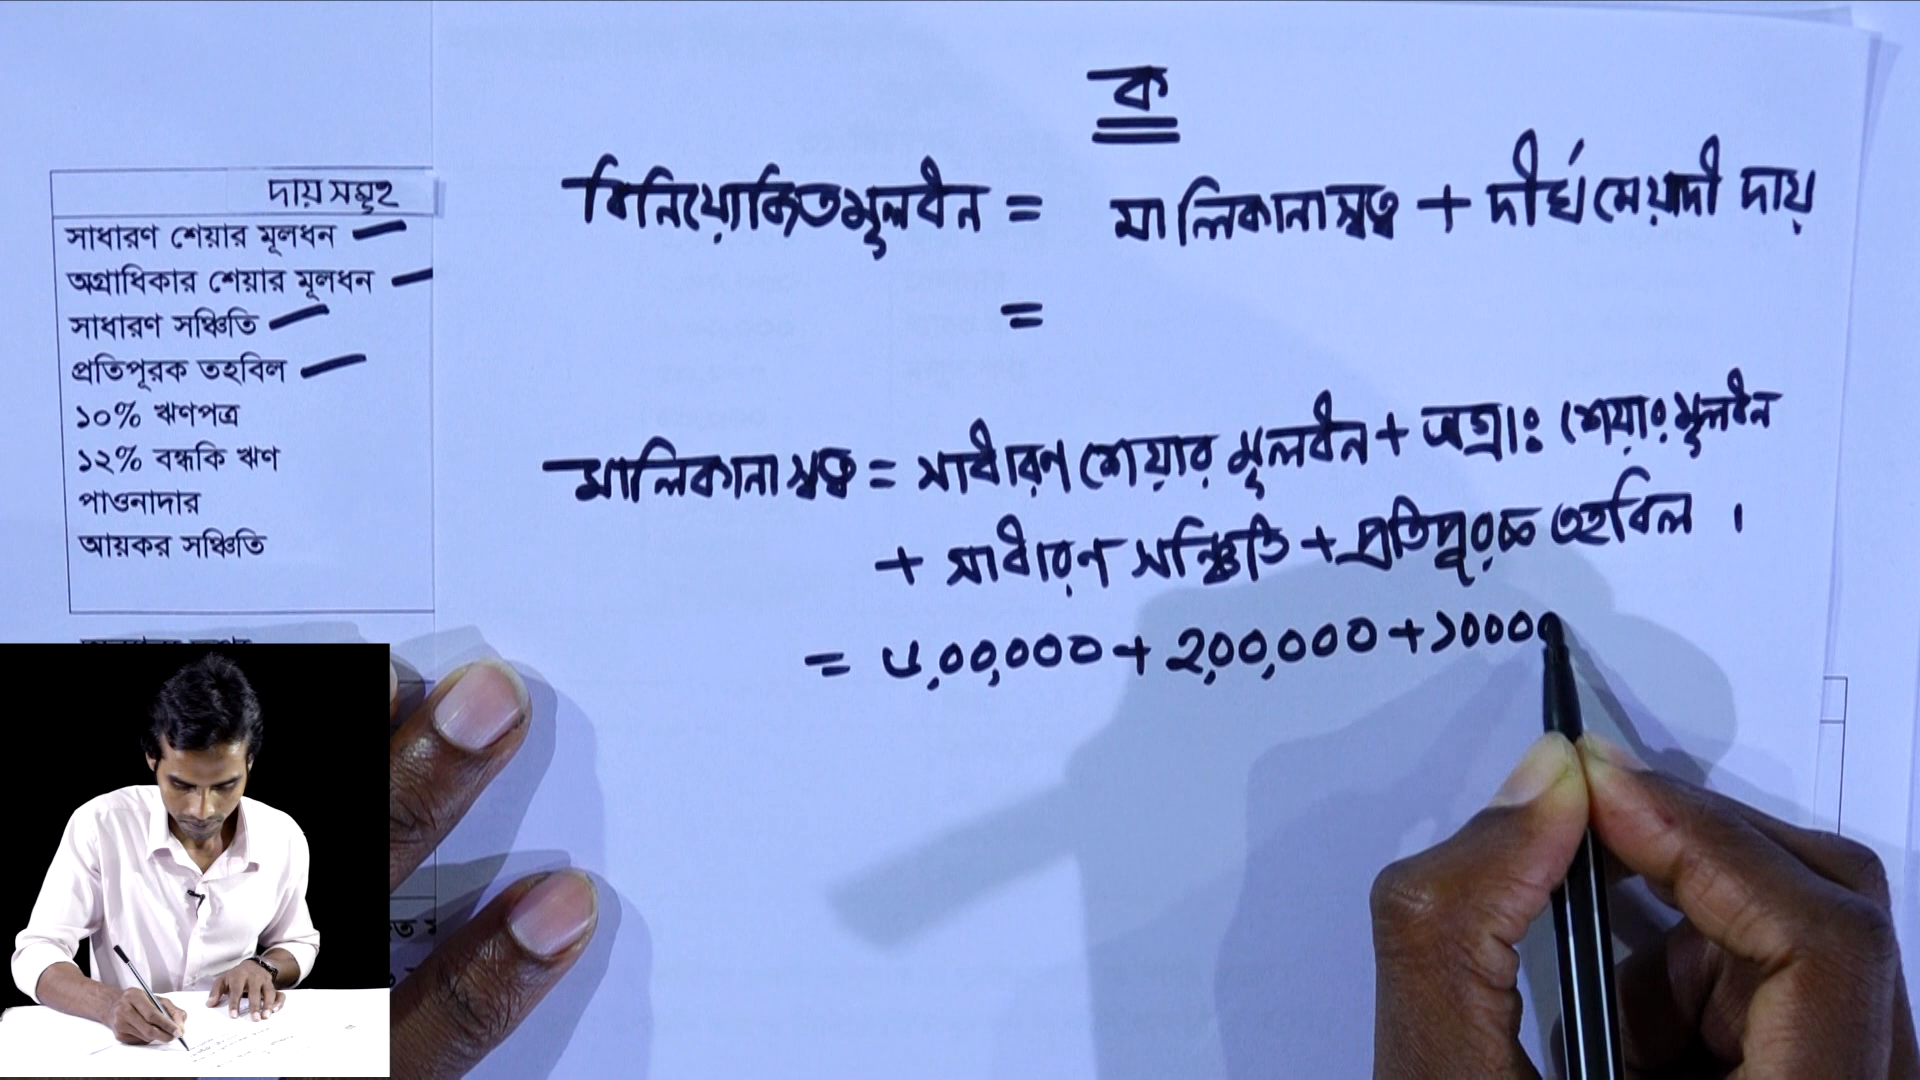 দায় সমূহ
সাধারণ শেয়ার মূলধন
অগ্রাধিকার শেয়ার মূলধন
সাধারণ সঞ্চিতি
প্রতিপূরক তহবিল
১০% ঋণপত্র
১২% বন্ধকি ঋণ
পাওনাদার
আয়কর সঞ্চিতি
ক
বিনিয়োজিত মূলধন = মালিকানা স্বত্ব + দীর্ঘ মেয়াদী দায়
=
মালিকানা স্বত্ব = সাধারণ শেয়ার মূলধন + অগ্রাঃ শেয়ার মূলধন
+ সাধারণ সঞ্চিতি + প্রতিপূরক তহবিল ।
= ৫,০০,০০০ + ২,০০,০০০ + ১০০০০